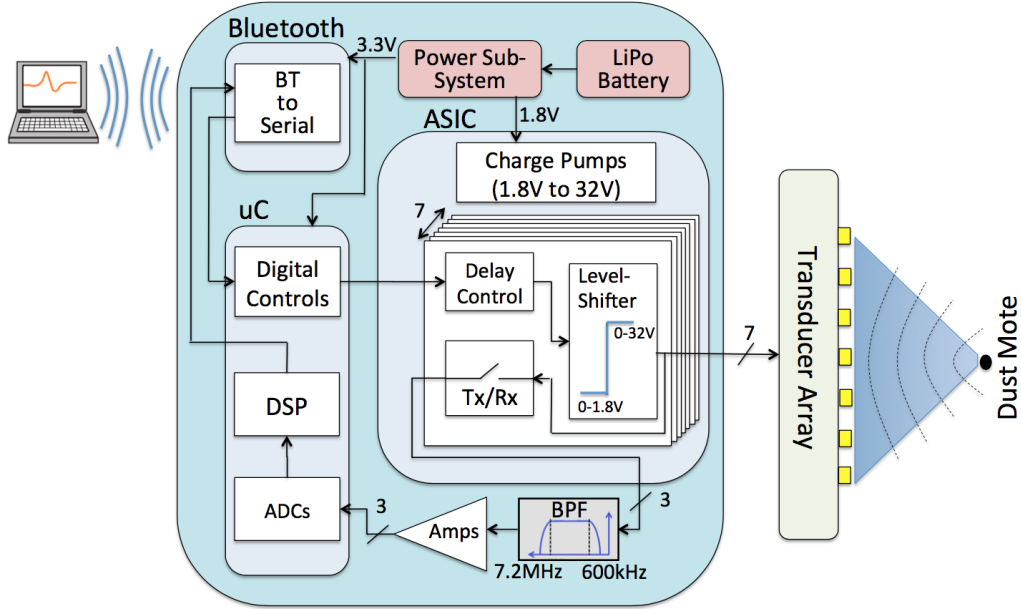 Bluetooth
3.3V
Power Sub-
System
LiPo
Battery
BT
to
Serial
1.8V
ASIC
Charge Pumps
(1.8V to 32V)
7
uC
Digital
Controls
Delay
Control
Level-
Shifter
0-32V
0-1.8V
Tx/Rx
7
Transducer Array
Dust Mote
DSP
ADCs
3
Amps
BPF
3
7.2MHz
600kHz